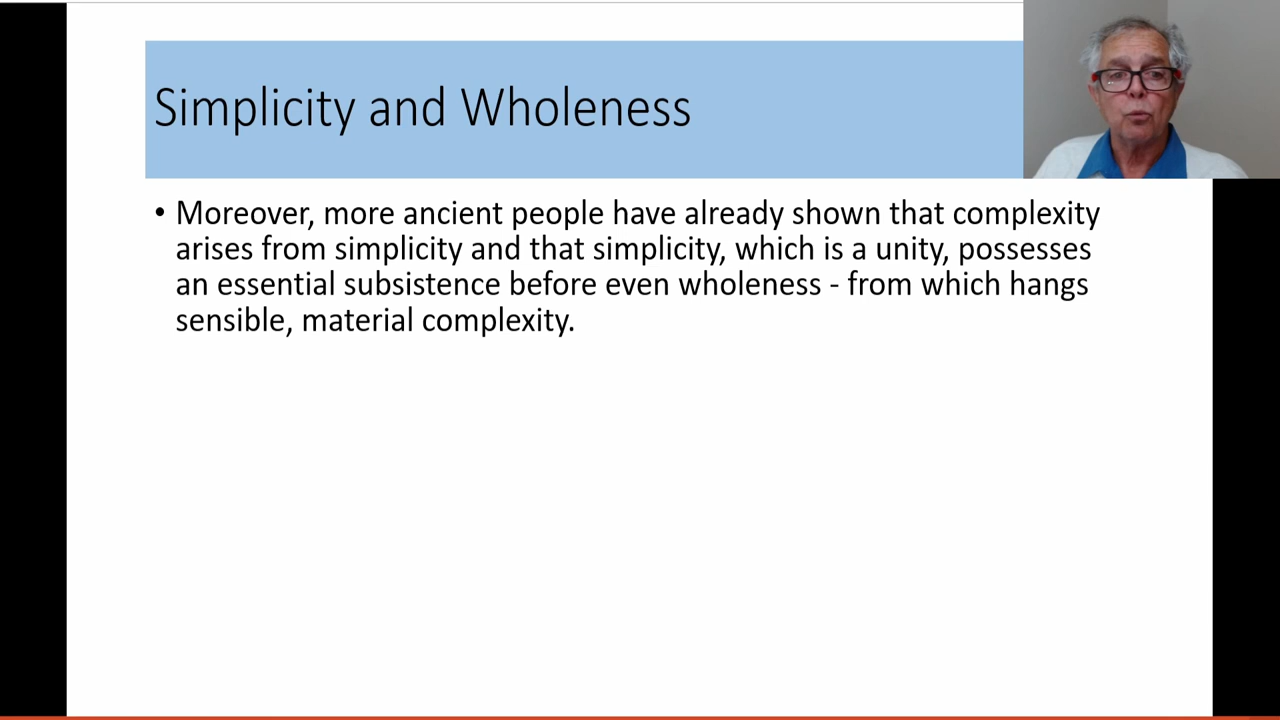 Simplicity and Wholeness
• Moreover, more ancient people have already shown that complexity
arises from simplicity and that simplicity, which is a unity, possesses
an essential subsistence before even wholeness - from which hangs
sensible, material complexity.